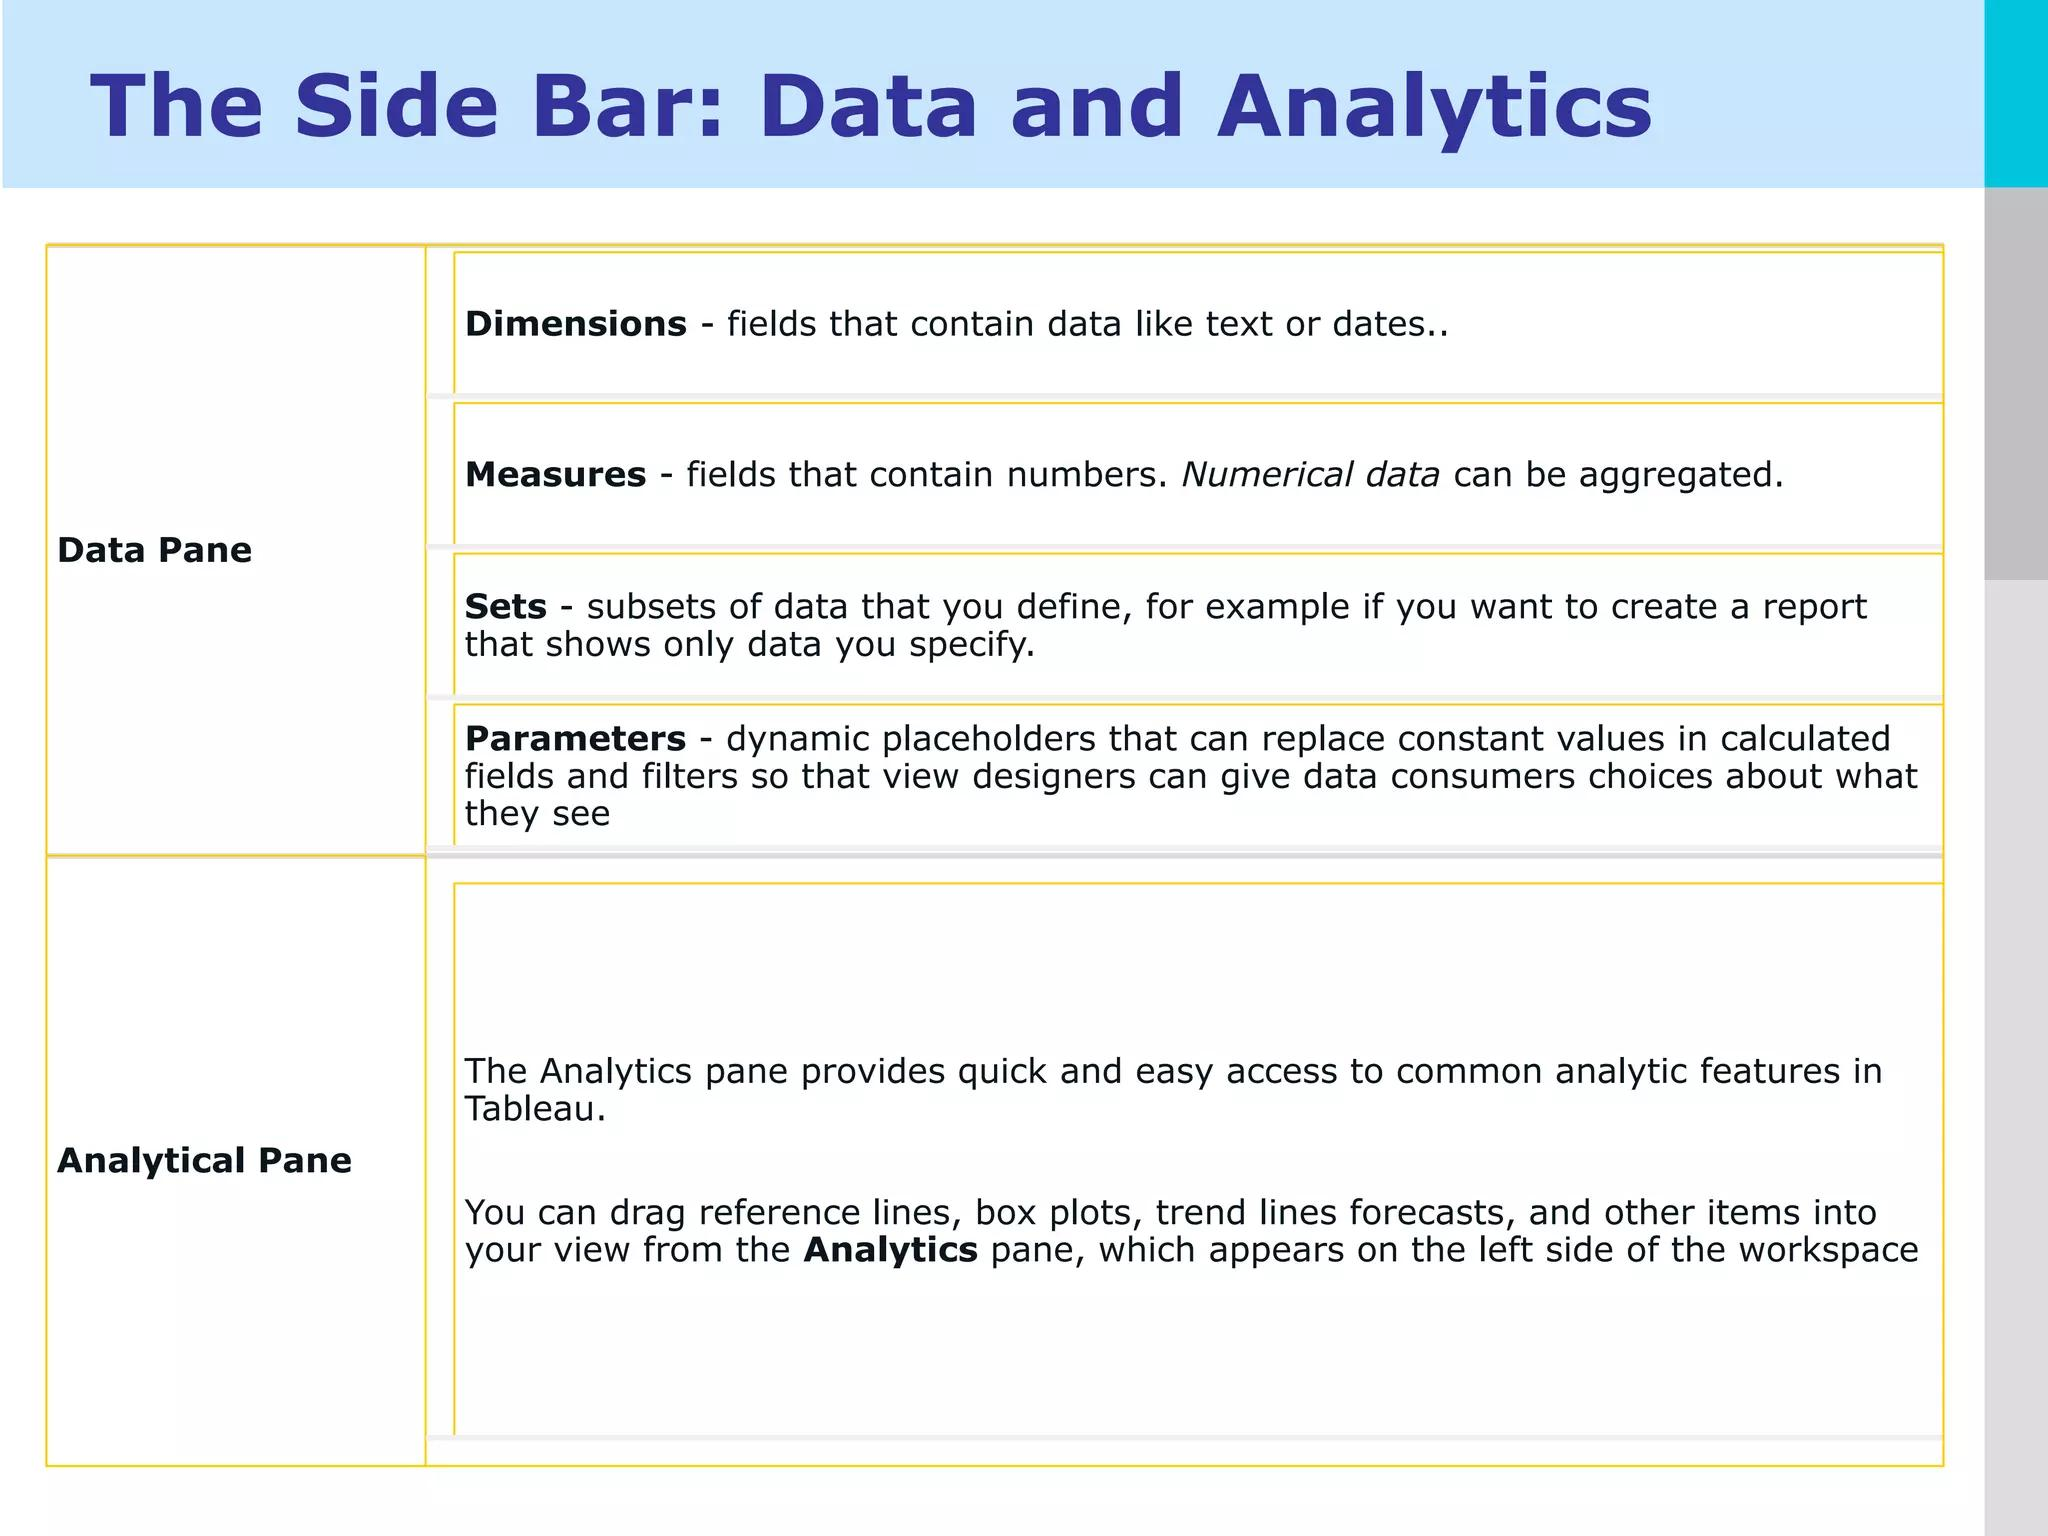 The Side Bar: Data and Analytics
Data Pane
Dimensions - fields that contain data like text or dates..
Measures - fields that contain numbers. Numerical data can be aggregated.
Sets - subsets of data that you define, for example if you want to create a report
that shows only data you specify.
Parameters - dynamic placeholders that can replace constant values in calculated
fields and filters so that view designers can give data consumers choices about what
they see
Analytical Pane
The Analytics pane provides quick and easy access to common analytic features in
Tableau.
You can drag reference lines, box plots, trend lines forecasts, and other items into
your view from the Analytics pane, which appears on the left side of the workspace